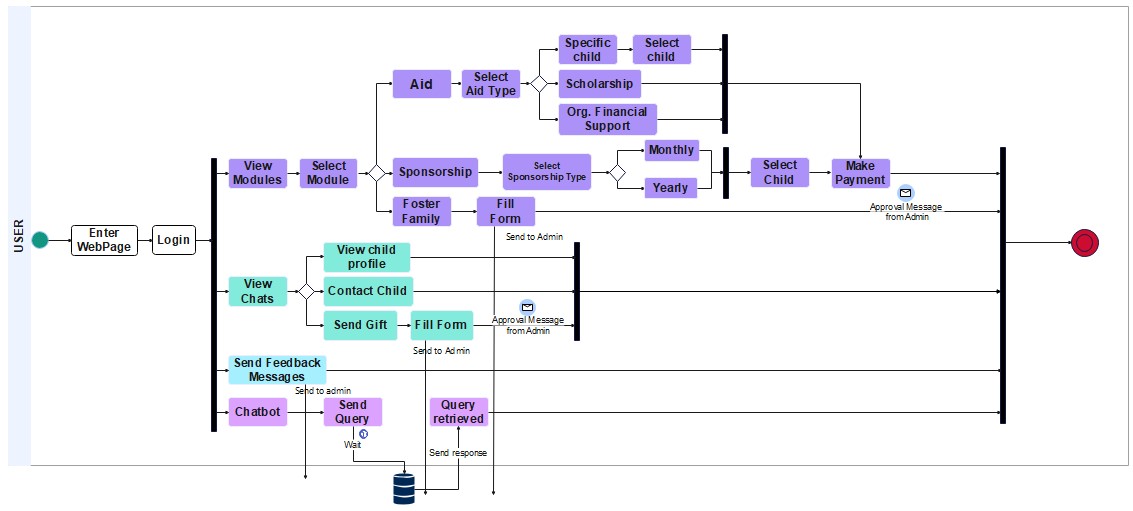 USER
Enter
WebPage
Login
View
Modules
Select
Module
Aid
Select
Aid Type
Specific
child
Select
child
Scholarship
Org. Financial
Support
Sponsorship
Select
Sponsorship Type
Monthly
Yearly
Select
Child
Make
Payment
Approval Message
from Admin
Foster
Family
Fill
Form
Send to Admin
View
Chats
View child
profile
Contact Child
Send Gift
Fill Form
Approval Message
from Admin
Send to Admin
Send Feedback
Messages
Send to admin
Chatbot
Send
Query
Wait
Query
retrieved
Send response